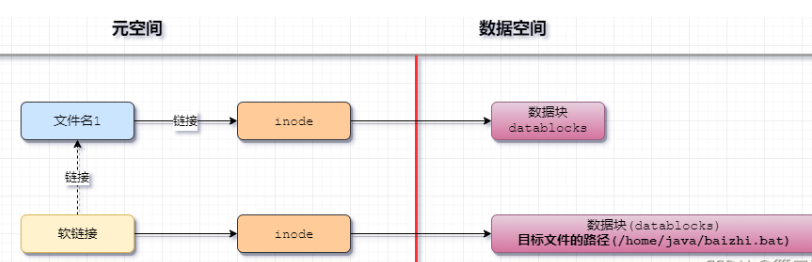 元空间
数据空间
文件名1
链接
inode
数据块
datablocks
链接
软链接
inode
数据块(datablocks)
目标文件的路径(/home/java/baizhi.bat)